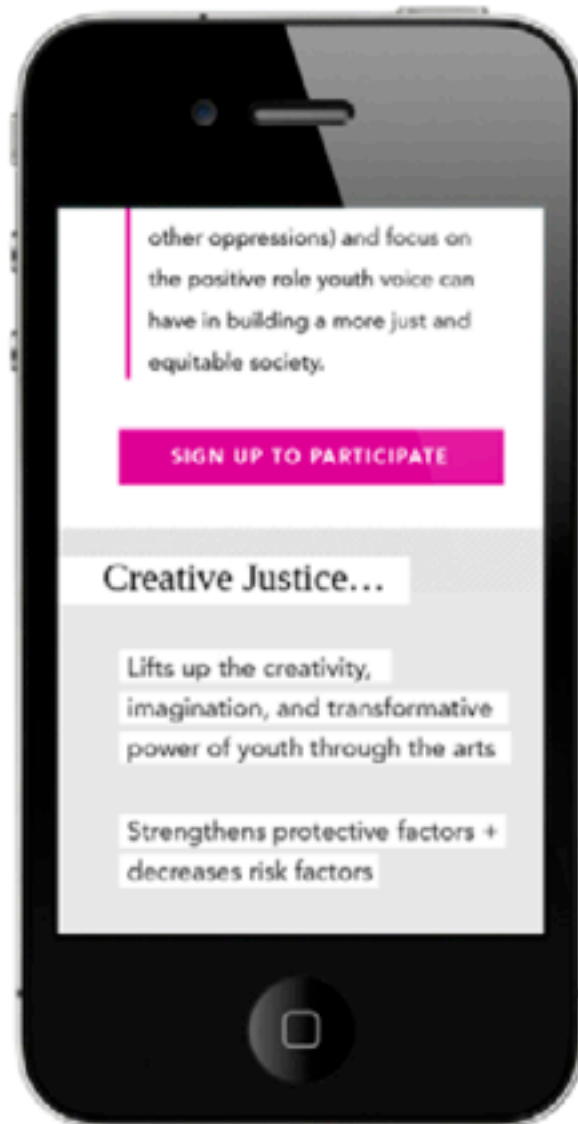 other oppressions) and focus on
the positive role youth voice can
have in building a more just and
equitable society.
SIGN UP TO PARTICIPATE
Creative Justice...
Lifts up the creativity,
imagination, and transformative
power of youth through the arts
Strengthens protective factors +
decreases risk factors